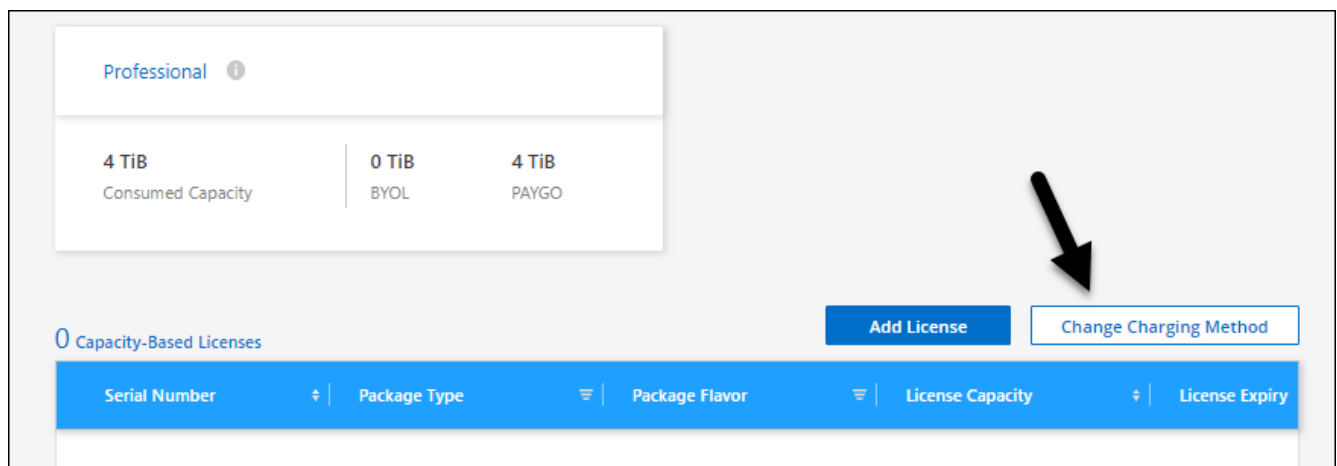 Professional
4 TiB 0 TiB 4 TiB
Consumed Capacity BYOL PAYGO
Add License Change Charging Method
0 Capacity-Based Licenses
Serial Number Package Type Package Flavor License Capacity License Expiry